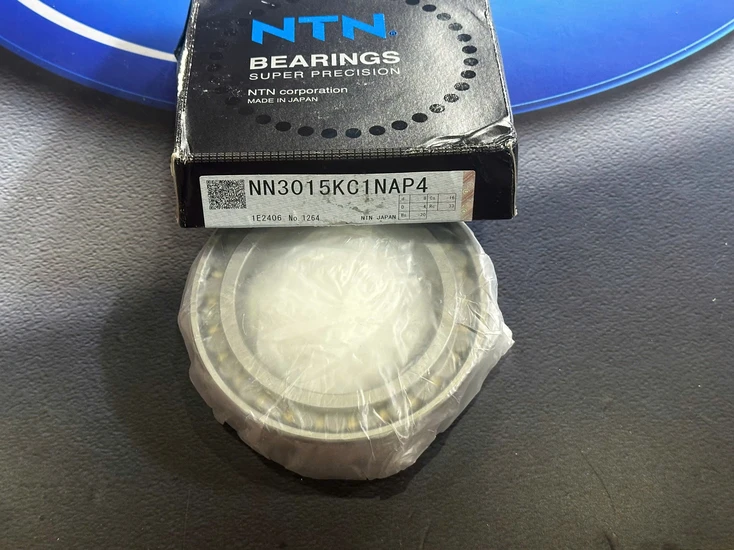 NTN®
BEARINGS
SUPER PRECISION
NTN corporation
MADE IN JAPAN
NN3015KC1NAP4
1E2406 No 1264 NTN JAPAN